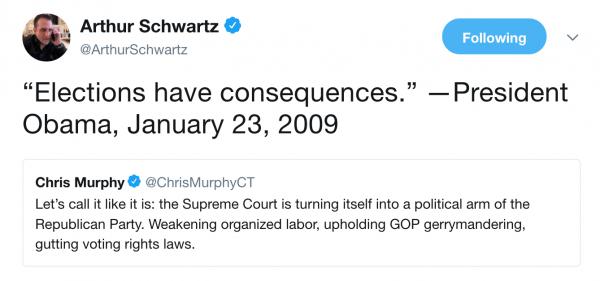 Arthur Schwartz
@ArthurSchwartz
Following
“Elections have consequences.” —President
Obama, January 23, 2009
Chris Murphy @ChrisMurphyCT
Let’s call it like it is: the Supreme Court is turning itself into a political arm of the
Republican Party. Weakening organized labor, upholding GOP gerrymandering,
gutting voting rights laws.